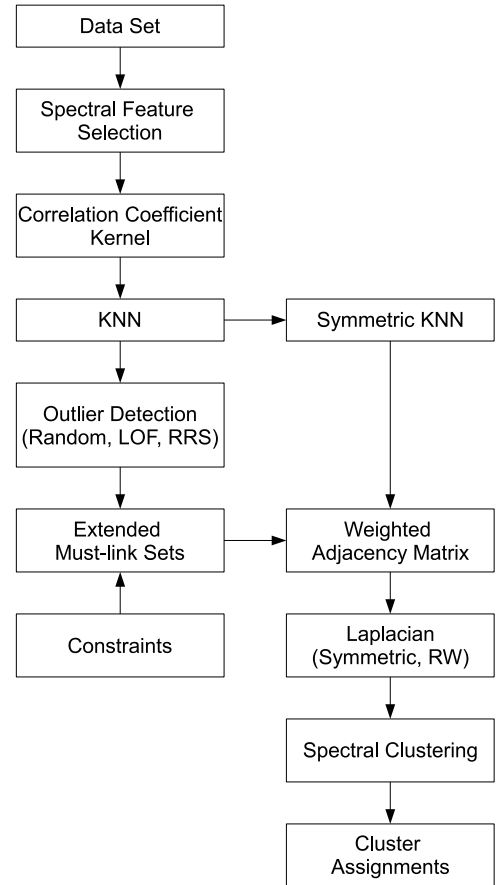 Data Set
Spectral Feature
Selection
Correlation Coefficient
Kernel
KNN
Symmetric KNN
Outlier Detection
(Random, LOF, RRS)
Extended
Must-link Sets
Weighted
Adjacency Matrix
Constraints
Laplacian
(Symmetric, RW)
Spectral Clustering
Cluster
Assignments